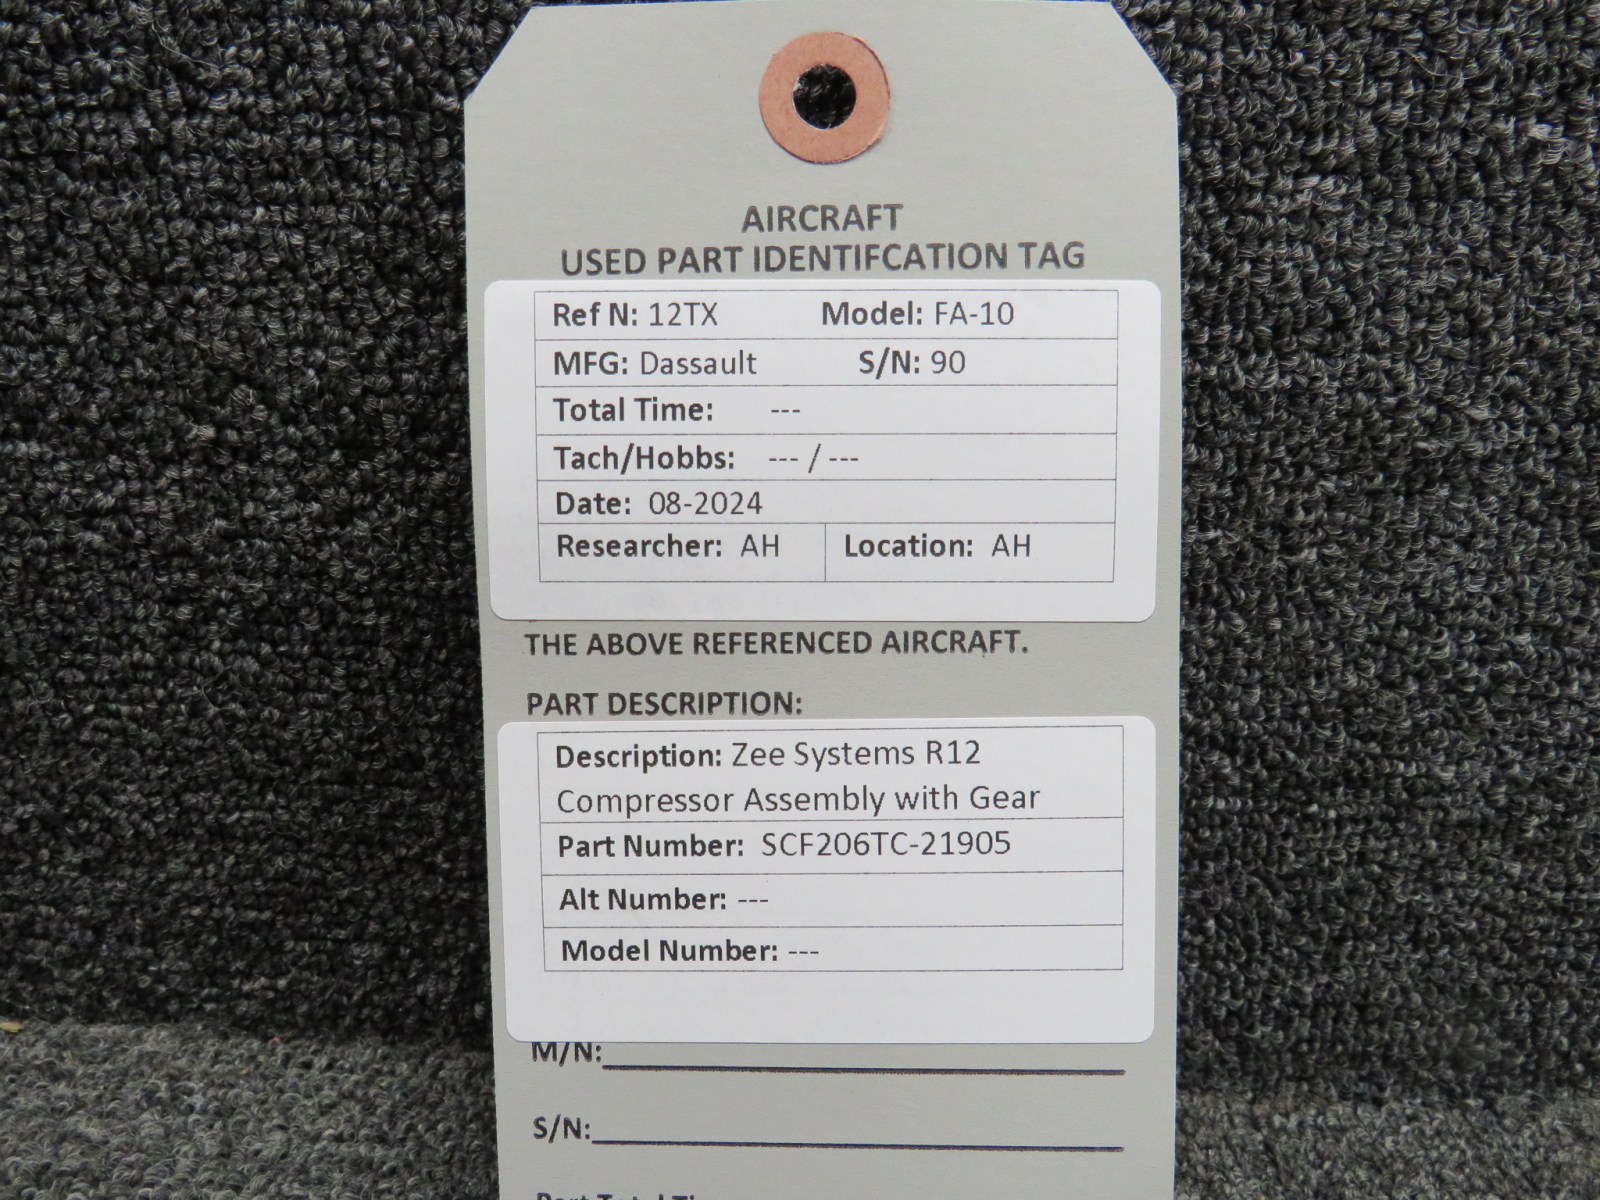 AIRCRAFT
USED PART IDENTIFCATION TAG
Ref N: 12TX Model: FA-10
MFG: Dassault S/N: 90
Total Time: ---
Tach/Hobbs: --- / ---
Date: 08-2024
Researcher: AH Location: AH
THE ABOVE REFERENCED AIRCRAFT.
PART DESCRIPTION:
Description: Zee Systems R12
Compressor Assembly with Gear
Part Number: SCF206TC-21905
Alt Number: ---
Model Number: ---
M/N:
S/N:
Part Total